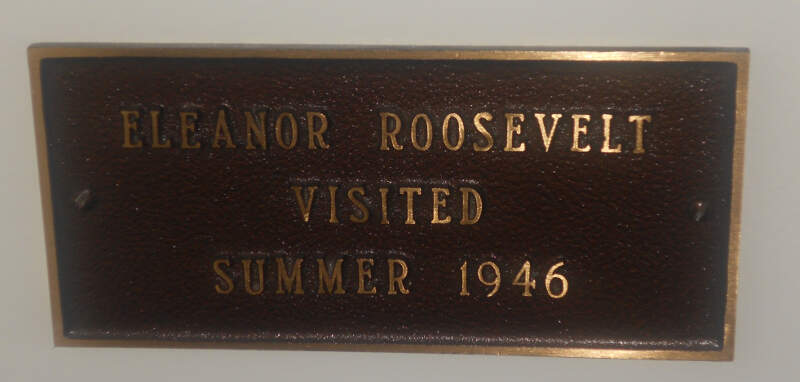 ELEANOR ROOSEVELT
VISITED
SUMMER 1946